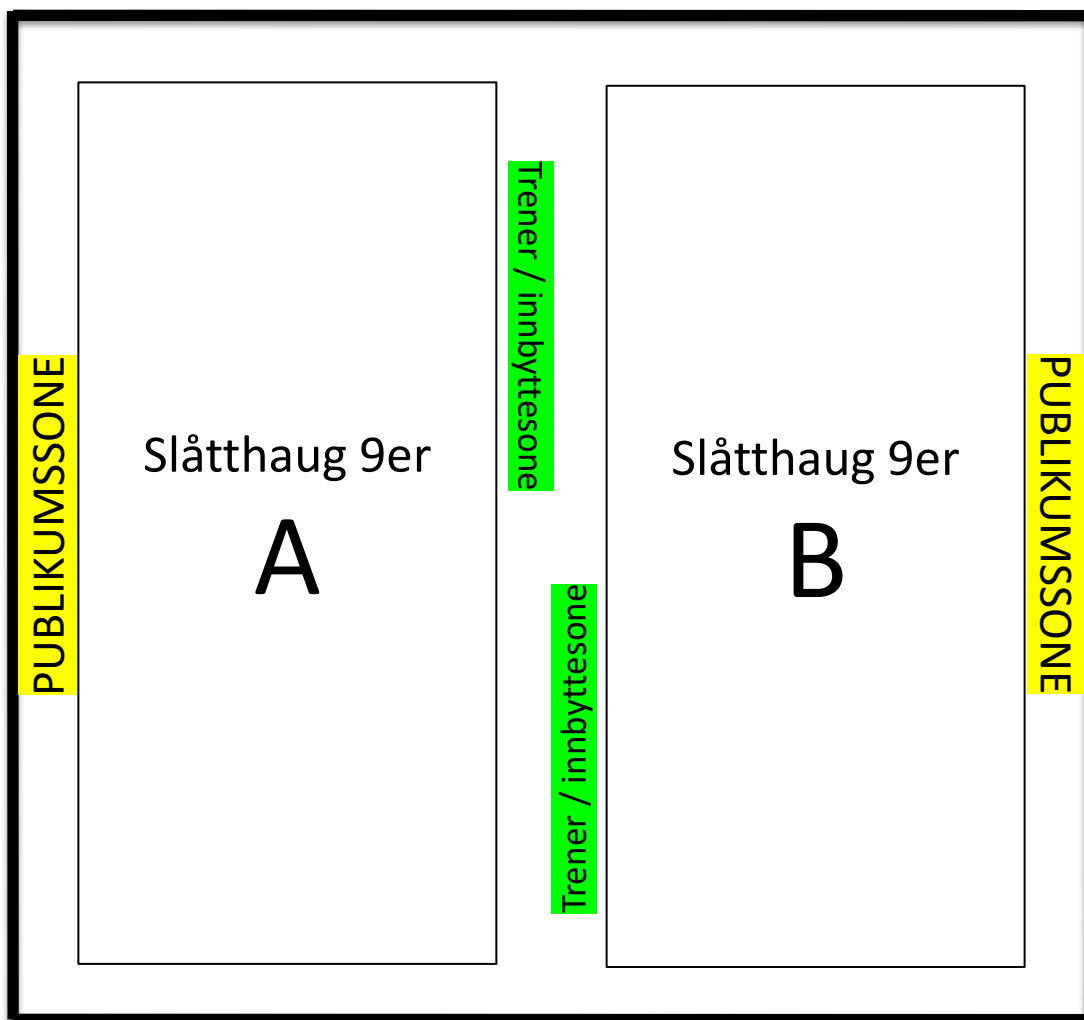 PUBLIKUMSSONE
Slåtthaug 9er
A
Trener / innbyttesone
Trener / innbyttesone
Slåtthaug 9er
B
PUBLIKUMSSONE